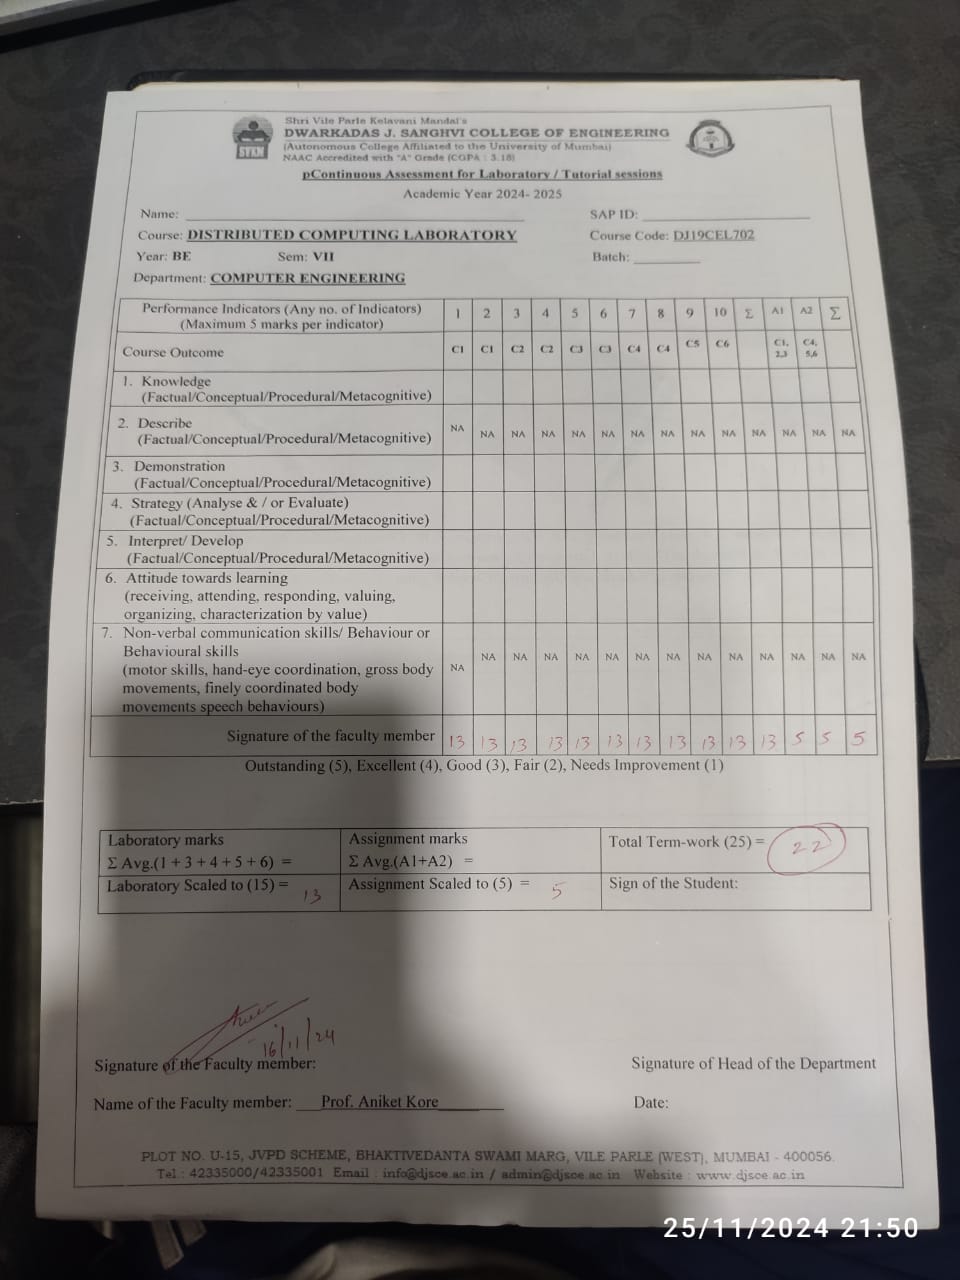 Shri Vile Parle Kelavani Mandal's
DWARKADAS J. SANGHVI COLLEGE OF ENGINEERING
(Autonomous College Affiliated to the University of Mumbai)
NAAC Accredited with "A" Grade (CGPA : 3.18)
SVKM
pContinuous Assessment for Laboratory / Tutorial sessions
Academic Year 2024- 2025
Name: SAP ID:
Course: DISTRIBUTED COMPUTING LABORATORY Course Code: DJ19CEL702
Year: BE Sem: VII Batch:
Department: COMPUTER ENGINEERING
Performance Indicators (Any no. of Indicators) 1 2 3 4 5 6 7 8 9 10 Σ A1 A2 Σ
(Maximum 5 marks per indicator)
Course Outcome C1 C1 C2 C2 C3 C3 C4 C4 C5 C6 C1, C4,
2,3 5,6
1. Knowledge
(Factual/Conceptual/Procedural/Metacognitive)
2. Describe
(Factual/Conceptual/Procedural/Metacognitive) NA NA NA NA NA NA NA NA NA NA NA NA NA NA
3. Demonstration
(Factual/Conceptual/Procedural/Metacognitive)
4. Strategy (Analyse & / or Evaluate)
(Factual/Conceptual/Procedural/Metacognitive)
5. Interpret/ Develop
(Factual/Conceptual/Procedural/Metacognitive)
6. Attitude towards learning
(receiving, attending, responding, valuing,
organizing, characterization by value)
7. Non-verbal communication skills/ Behaviour or
Behavioural skills
(motor skills, hand-eye coordination, gross body NA NA NA NA NA NA NA NA NA NA NA NA NA NA
movements, finely coordinated body
movements speech behaviours)
Signature of the faculty member 13 13 13 13 13 13 13 13 13 13 13 5 5 5
Outstanding (5), Excellent (4), Good (3), Fair (2), Needs Improvement (1)
Laboratory marks Assignment marks Total Term-work (25) = 22
Σ Avg.(1 + 3 + 4 + 5 + 6) = Σ Avg.(A1+A2) =
Laboratory Scaled to (15) = 13 Assignment Scaled to (5) = 5 Sign of the Student:
16/11/24
Signature of the Faculty member: Signature of Head of the Department
Name of the Faculty member: Prof. Aniket Kore Date:
PLOT NO. U-15, JVPD SCHEME, BHAKTIVEDANTA SWAMI MARG, VILE PARLE (WEST), MUMBAI - 400056.
Tel.: 42335000/42335001 Email : info@djsce.ac.in / admin@djsce.ac.in Website : www.djsce.ac.in
25/11/2024 21:50